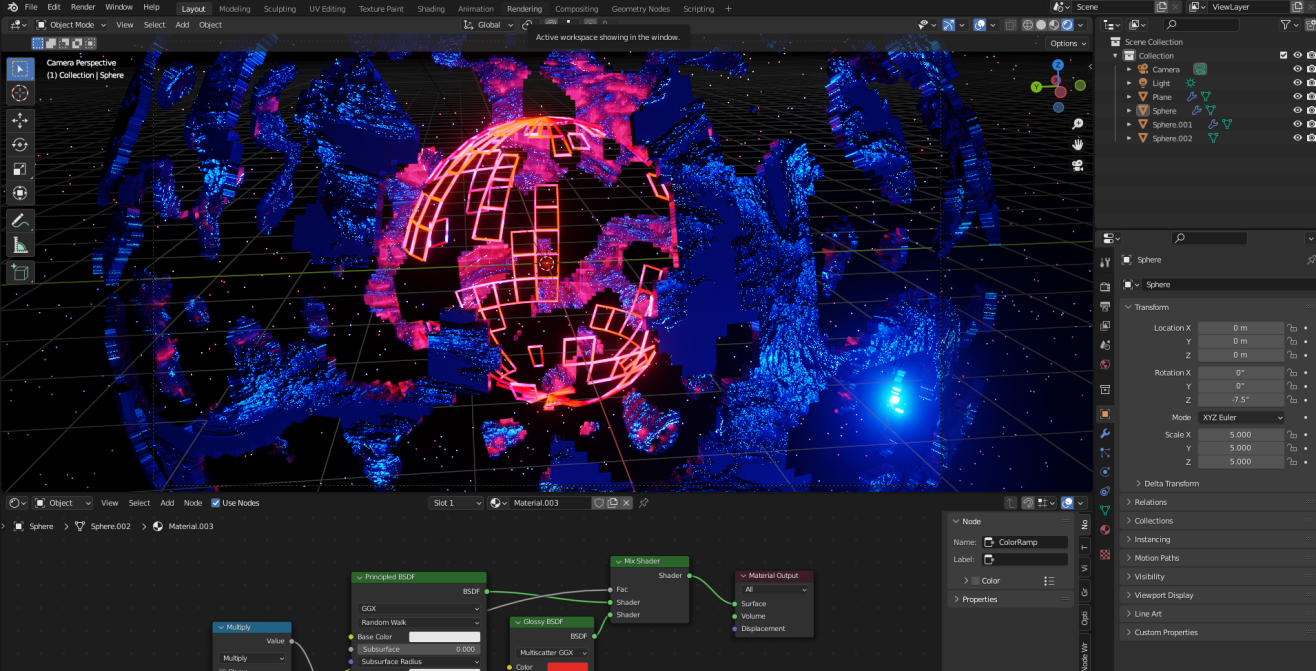 File Edit Render Window Help Layout Modeling Sculpting UV Editing Texture Paint Shading Animation Rendering Compositing Geometry Nodes Scripting + Scene ViewLayer
Object Mode View Select Add Object Global
Active workspace showing in the window.
Options
Camera Perspective
(1) Collection | Sphere
Z
Y
Scene Collection
Collection
Camera
Light
Plane
Sphere
Sphere.001
Sphere.002
Sphere
Sphere
Transform
Location X 0 m
Y 0 m
Z 0 m
Rotation X 0°
Y 0°
Z -7.5°
Mode XYZ Euler
Scale X 5.000
Y 5.000
Z 5.000
Delta Transform
Relations
Collections
Instancing
Motion Paths
Visibility
Viewport Display
Line Art
Custom Properties
Object View Select Add Node Use Nodes Slot 1 Material.003
Sphere Sphere.002 Material.003
Node
Name: ColorRamp
Label:
Color
Properties
No
T
Vi
Gr
Opti
Node Wr
Multiply
Value
Multiply
Principled BSDF
BSDF
GGX
Random Walk
Base Color
Subsurface 0.000
Subsurface Radius
Glossy BSDF
BSDF
Multiscatter GGX
Color
Mix Shader
Shader
Fac
Shader
Shader
Material Output
All
Surface
Volume
Displacement